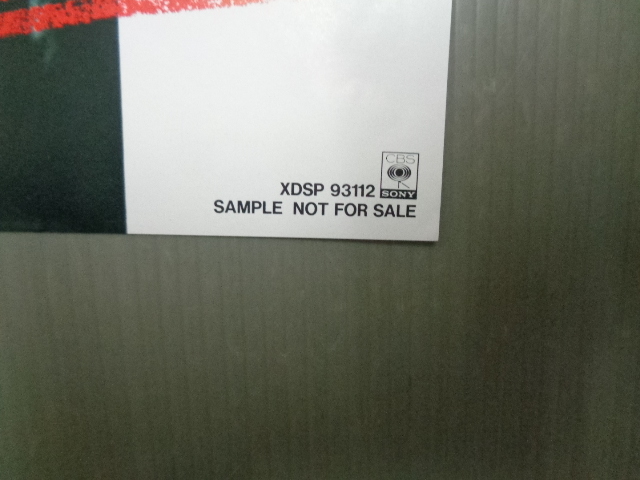 CBS
XDSP 93112
SONY
SAMPLE NOT FOR SALE